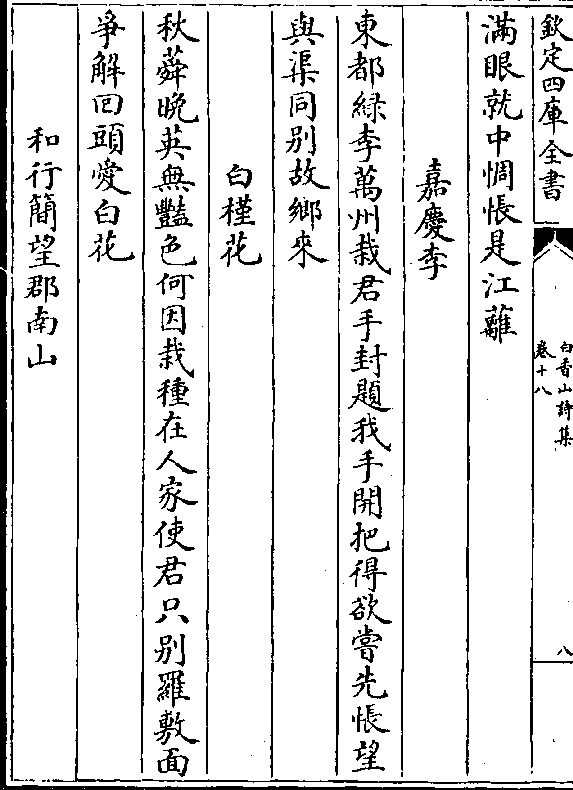 欽定四庫全書
白香山詩集
卷十八
八
滿眼就中惆悵是江蘺
嘉慶李
東都緑李萬州栽君手封題我手開把得欲嘗先悵望
與渠同别故鄉來
白槿花
秋蕣晚英無豔色何因栽種在人家使君只别羅敷面
爭解回頭愛白花
和行簡望郡南山